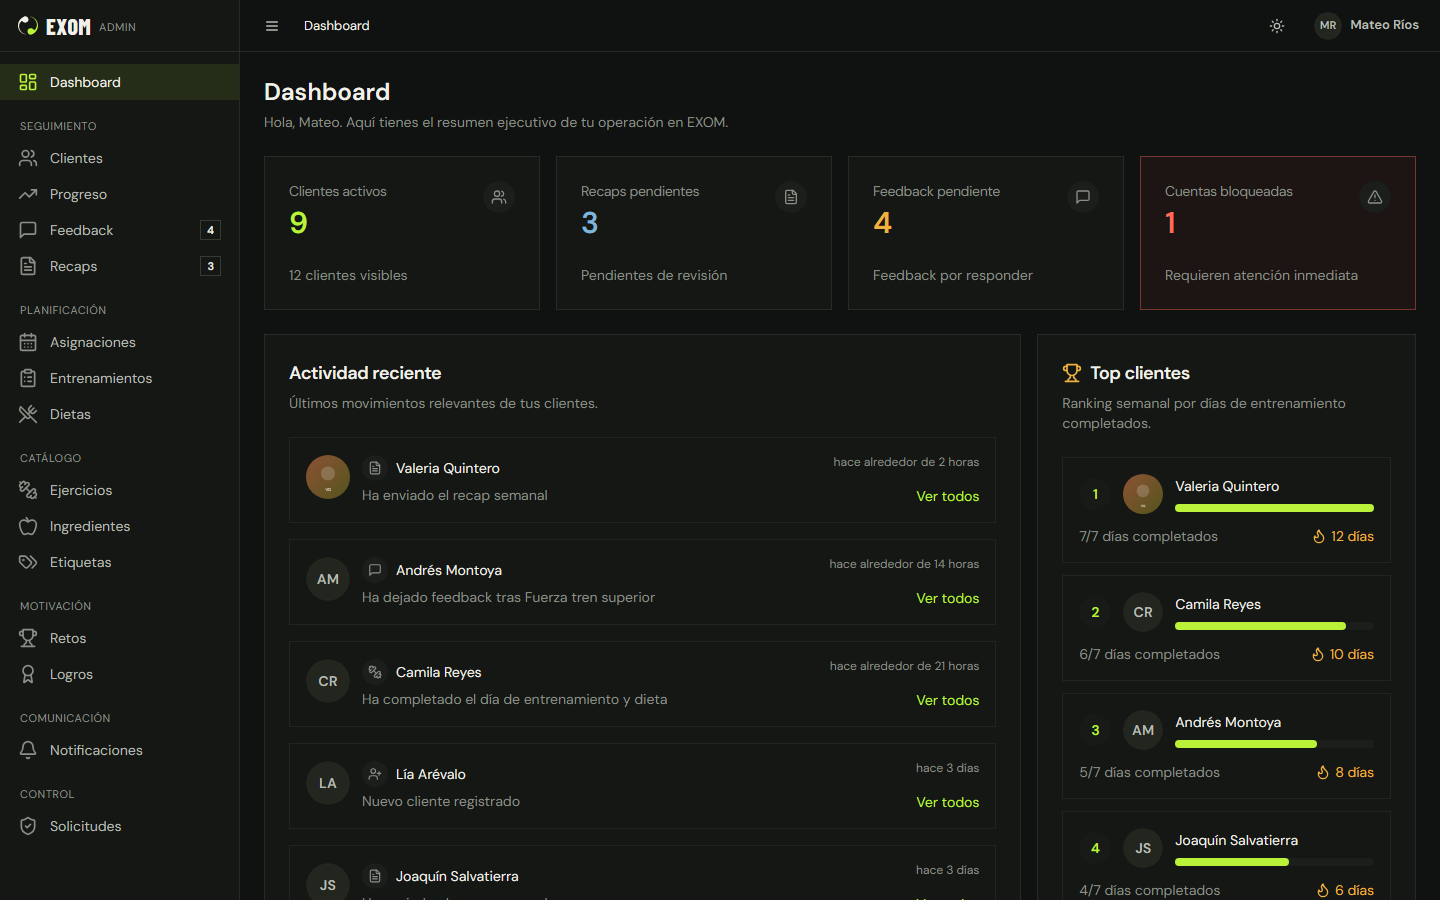 EXOM ADMIN
Dashboard
SEGUIMIENTO
Clientes
Progreso
Feedback 4
Recaps 3
PLANIFICACIÓN
Asignaciones
Entrenamientos
Dietas
CATÁLOGO
Ejercicios
Ingredientes
Etiquetas
MOTIVACIÓN
Retos
Logros
COMUNICACIÓN
Notificaciones
CONTROL
Solicitudes
Dashboard
MR Mateo Ríos
Dashboard
Hola, Mateo. Aquí tienes el resumen ejecutivo de tu operación en EXOM.
Clientes activos
9
12 clientes visibles
Recaps pendientes
3
Pendientes de revisión
Feedback pendiente
4
Feedback por responder
Cuentas bloqueadas
1
Requieren atención inmediata
Actividad reciente
Últimos movimientos relevantes de tus clientes.
Valeria Quintero
hace alrededor de 2 horas
Ha enviado el recap semanal
Ver todos
AM
Andrés Montoya
hace alrededor de 14 horas
Ha dejado feedback tras Fuerza tren superior
Ver todos
CR
Camila Reyes
hace alrededor de 21 horas
Ha completado el día de entrenamiento y dieta
Ver todos
LA
Lía Arévalo
hace 3 días
Nuevo cliente registrado
Ver todos
JS
Joaquín Salvatierra
hace 3 días
Top clientes
Ranking semanal por días de entrenamiento
completados.
1
Valeria Quintero
7/7 días completados
12 días
2
CR
Camila Reyes
6/7 días completados
10 días
3
AM
Andrés Montoya
5/7 días completados
8 días
4
JS
Joaquín Salvatierra
4/7 días completados
6 días